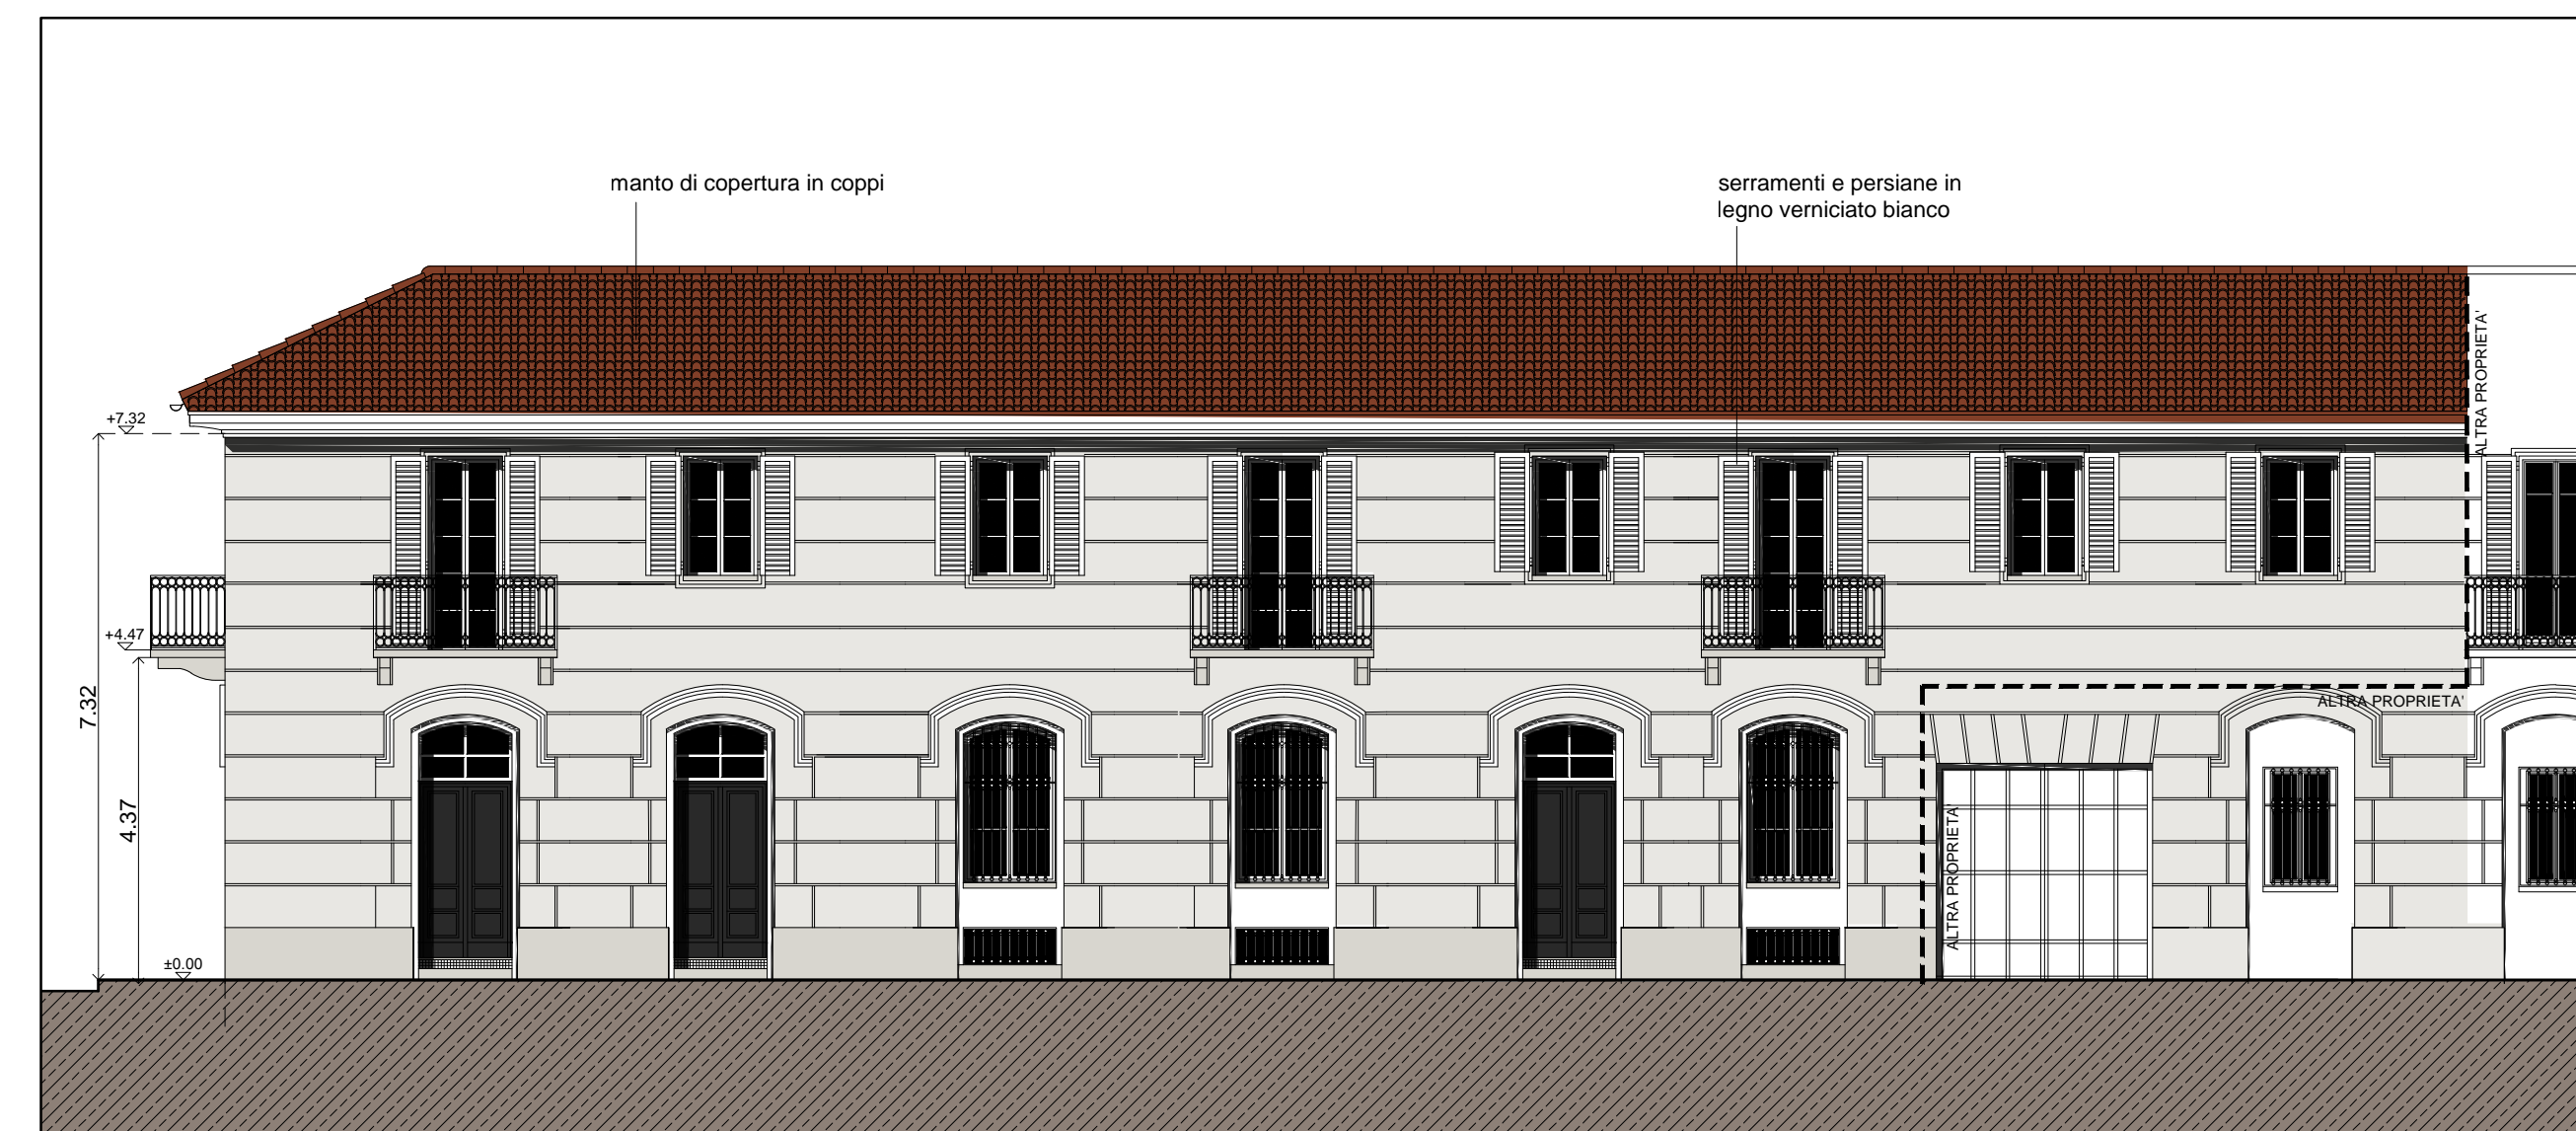 manto di copertura in coppi
serramenti e persiane in
legno verniciato bianco
ALTRA PROPRIETA'
+7.32
+4.47
7.32
ALTRA PROPRIETA'
4.37
ALTRA PROPRIETA'
±0.00